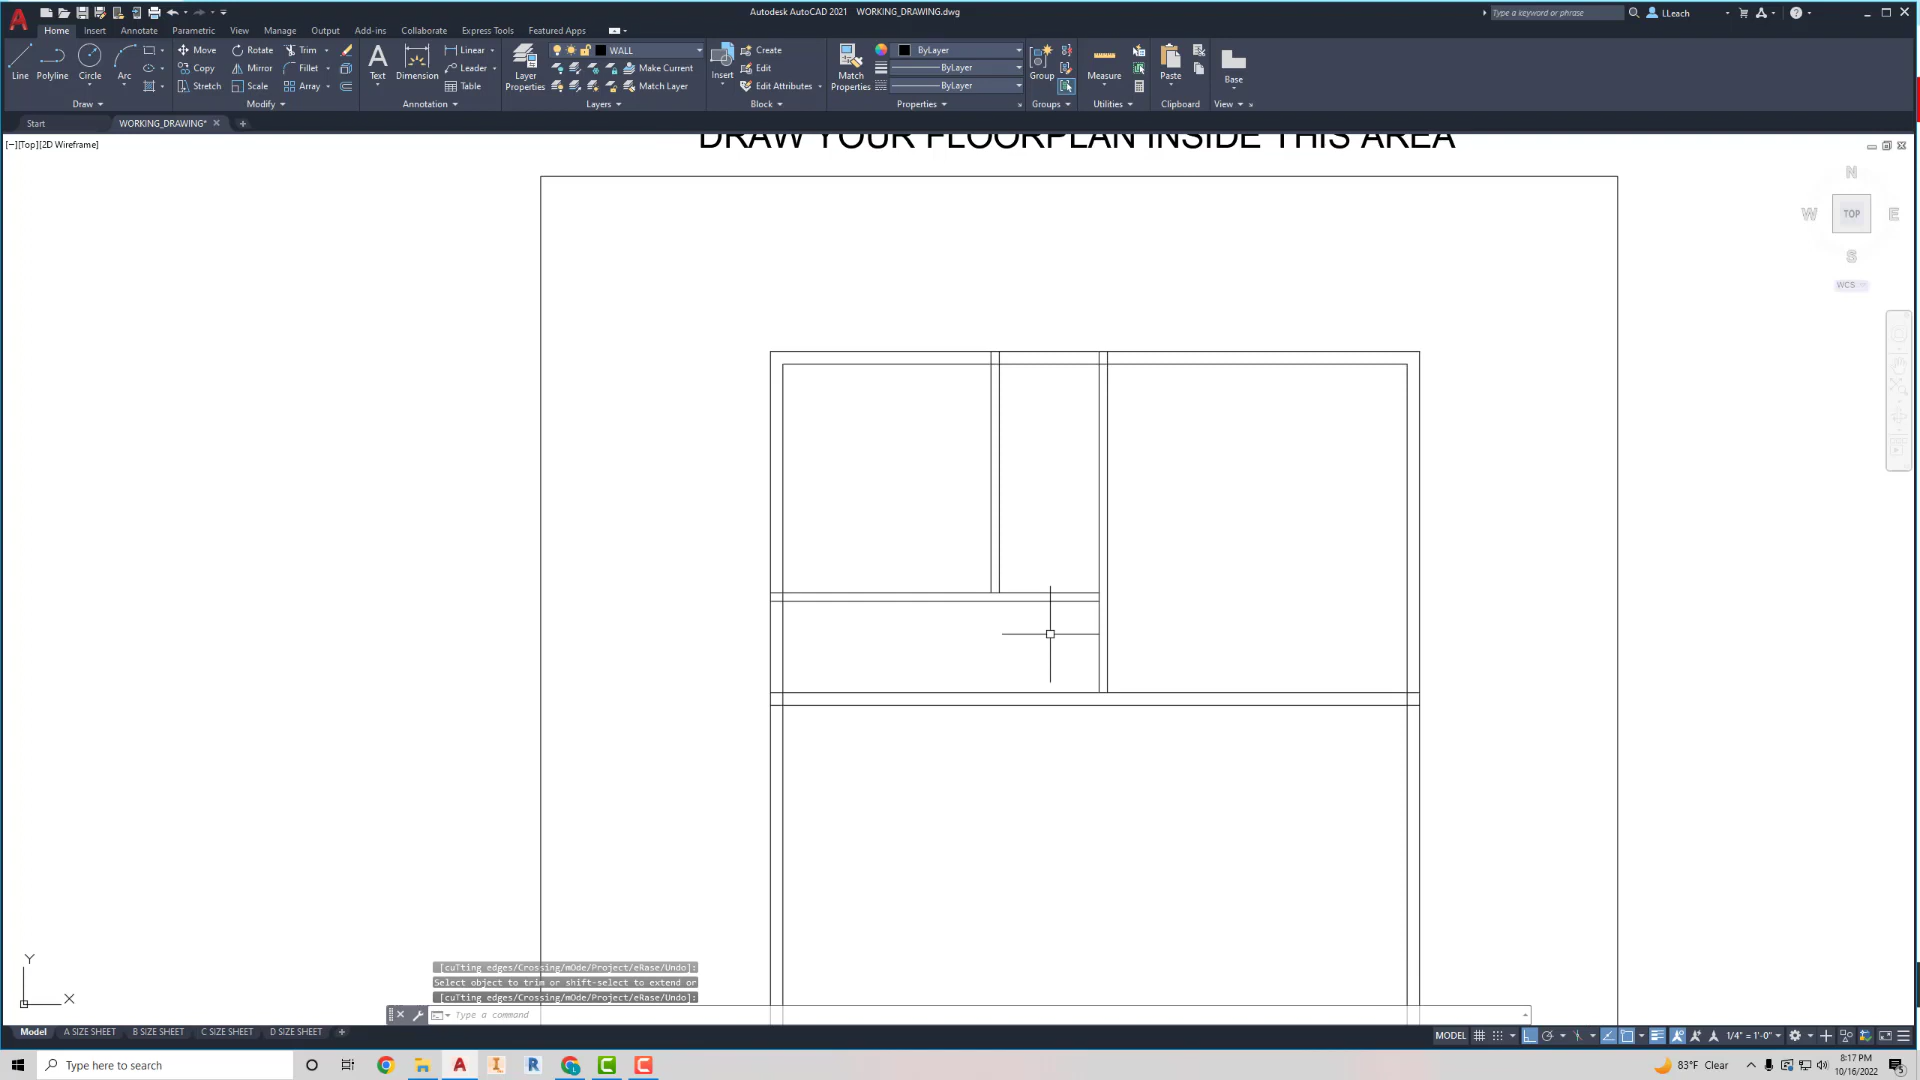 Autodesk AutoCAD 2021 WORKING_DRAWING.dwg
Type a keyword or phrase
LLeach
Home Insert Annotate Parametric View Manage Output Add-ins Collaborate Express Tools Featured Apps
Line Polyline Circle Arc
Move Rotate Trim
Copy Mirror Fillet
Stretch Scale Array
Text Dimension
Linear
Leader
Table
Layer Properties
WALL
Make Current
Match Layer
Insert
Create
Edit
Edit Attributes
Match Properties
ByLayer
ByLayer
ByLayer
Group
Measure
Paste
Base
Draw Modify Annotation Layers Block Properties Groups Utilities Clipboard View
Start WORKING_DRAWING*
[−][Top][2D Wireframe]
DRAW YOUR FLOORPLAN INSIDE THIS AREA
N
W TOP E
S
WCS
Y
X
[cuTting edges/Crossing/mOde/Project/eRase/Undo]:
Select object to trim or shift-select to extend or
[cuTting edges/Crossing/mOde/Project/eRase/Undo]:
Type a command
Model A SIZE SHEET B SIZE SHEET C SIZE SHEET D SIZE SHEET
MODEL 1/4" = 1'-0"
Type here to search
83°F Clear
8:17 PM
10/16/2022